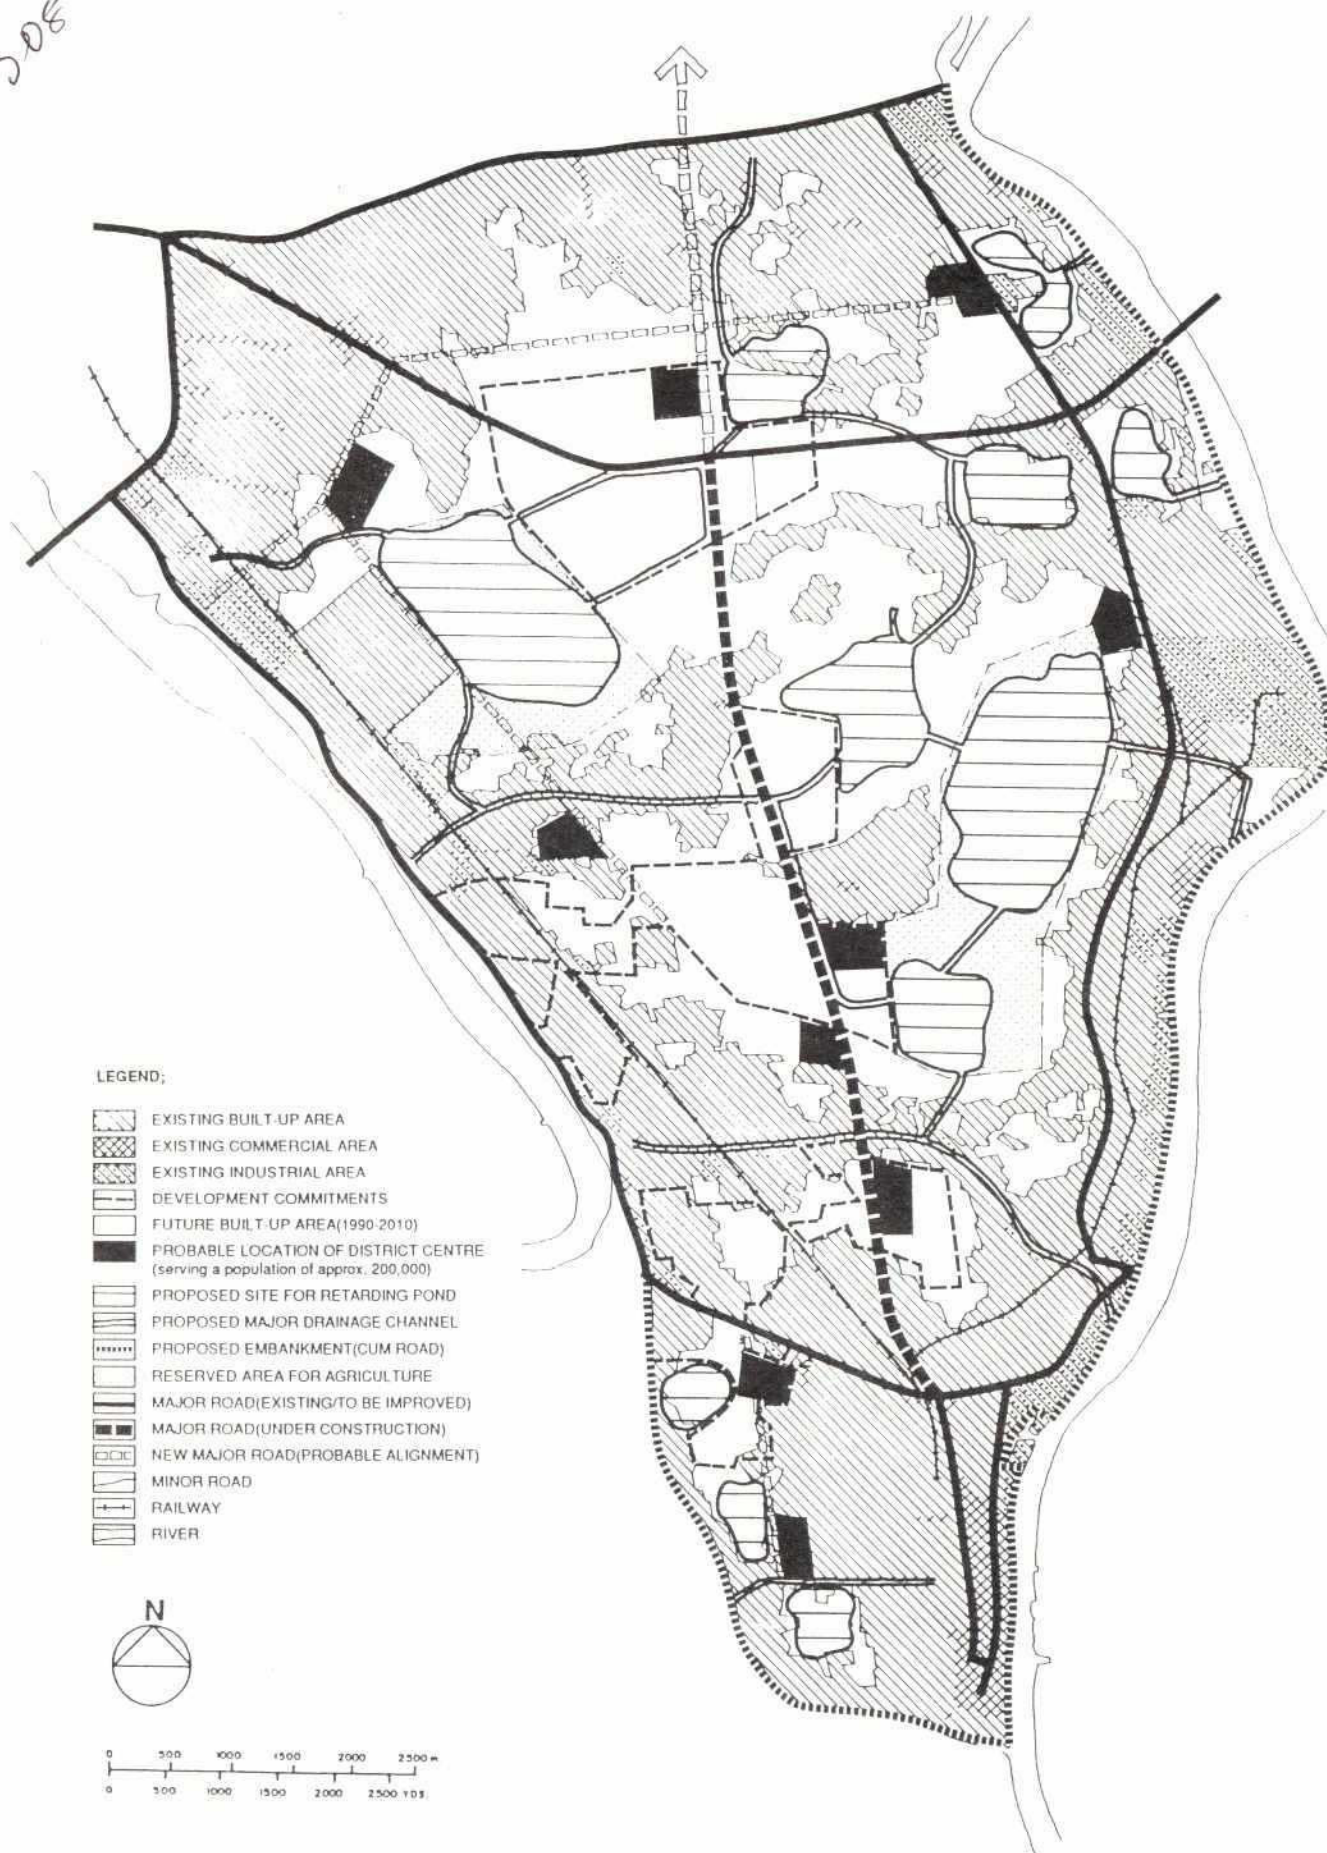 LEGEND;
EXISTING BUILT-UP AREA
EXISTING COMMERCIAL AREA
EXISTING INDUSTRIAL AREA
DEVELOPMENT COMMITMENTS
FUTURE BUILT-UP AREA(1990-2010)
PROBABLE LOCATION OF DISTRICT CENTRE
(serving a population of approx. 200,000)
PROPOSED SITE FOR RETARDING POND
PROPOSED MAJOR DRAINAGE CHANNEL
PROPOSED EMBANKMENT(CUM ROAD)
RESERVED AREA FOR AGRICULTURE
MAJOR ROAD(EXISTING/TO BE IMPROVED)
MAJOR ROAD(UNDER CONSTRUCTION)
NEW MAJOR ROAD(PROBABLE ALIGNMENT)
MINOR ROAD
RAILWAY
RIVER
N
0 500 1000 1500 2000 2500 m
0 500 1000 1500 2000 2500 YDS.